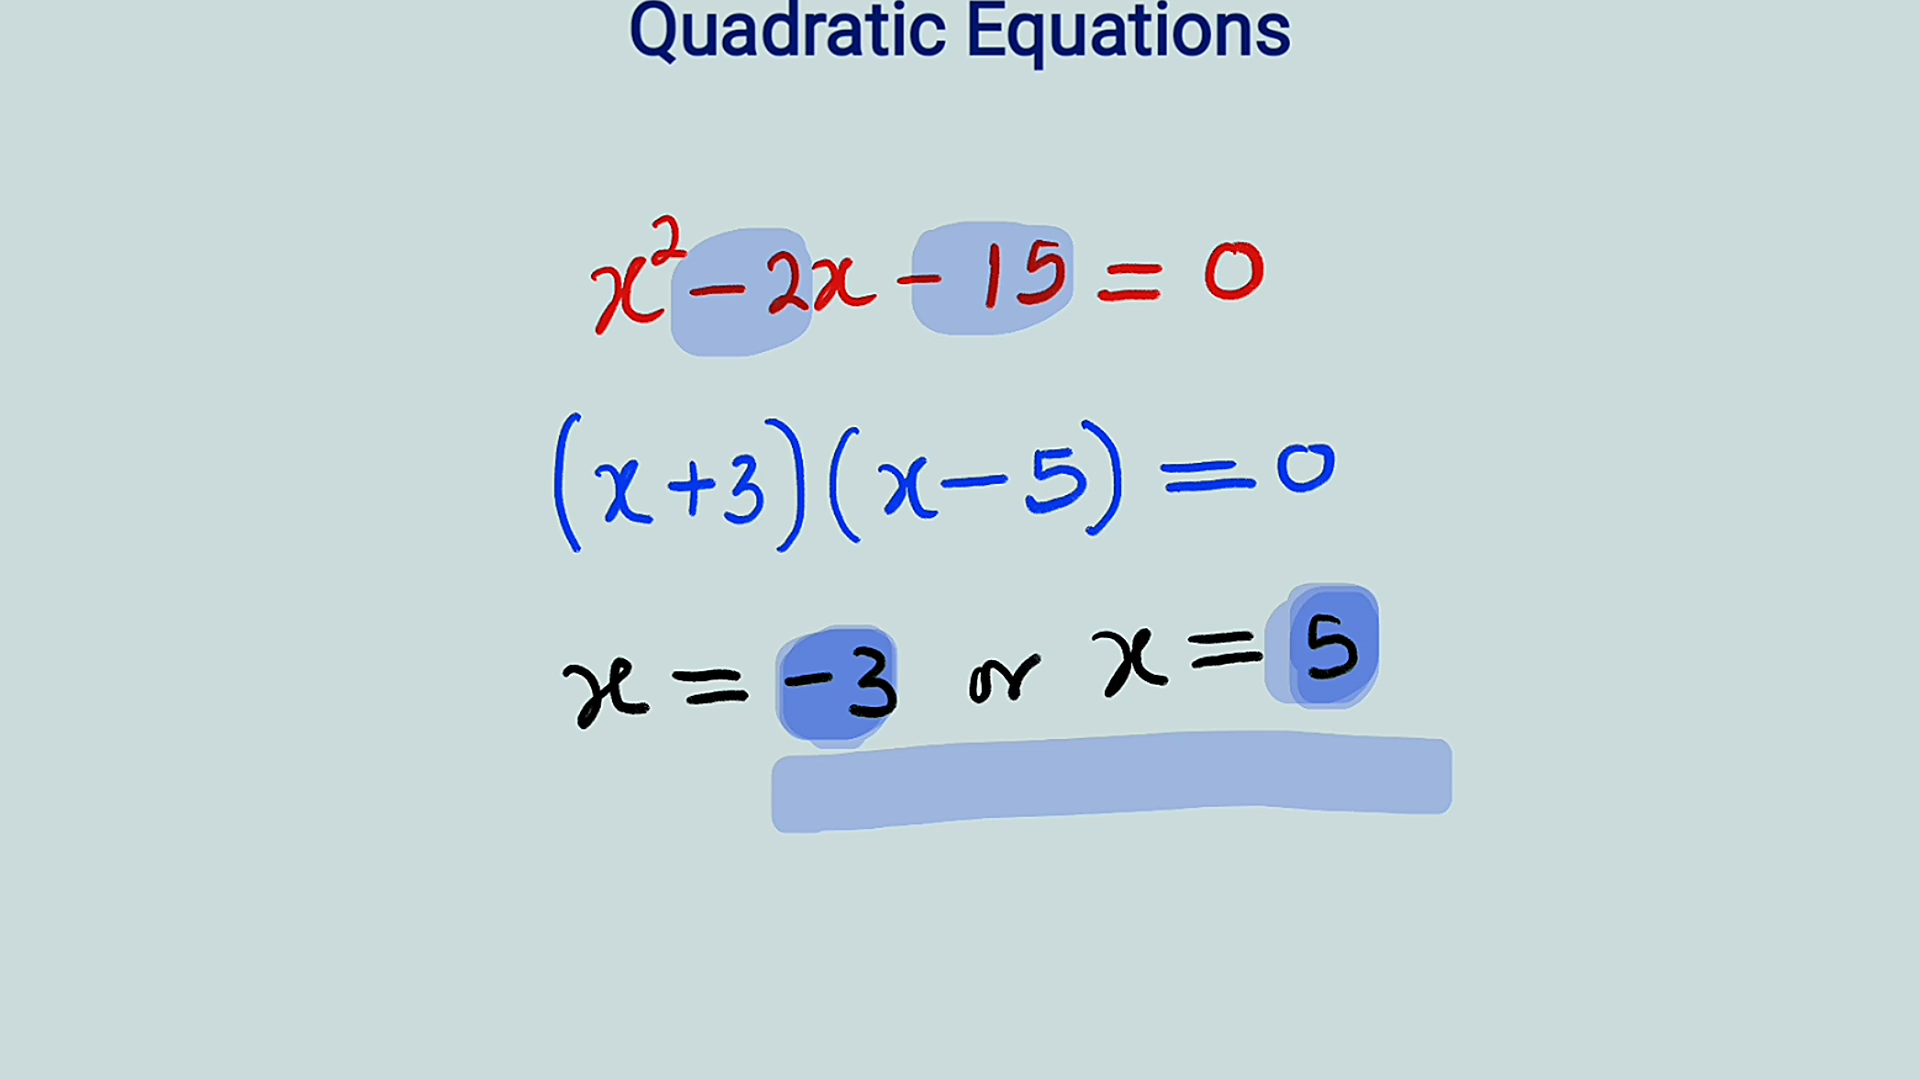 Quadratic Equations
x² - 2x - 15 = 0
(x+3)(x-5) = 0
x = -3 or x = 5